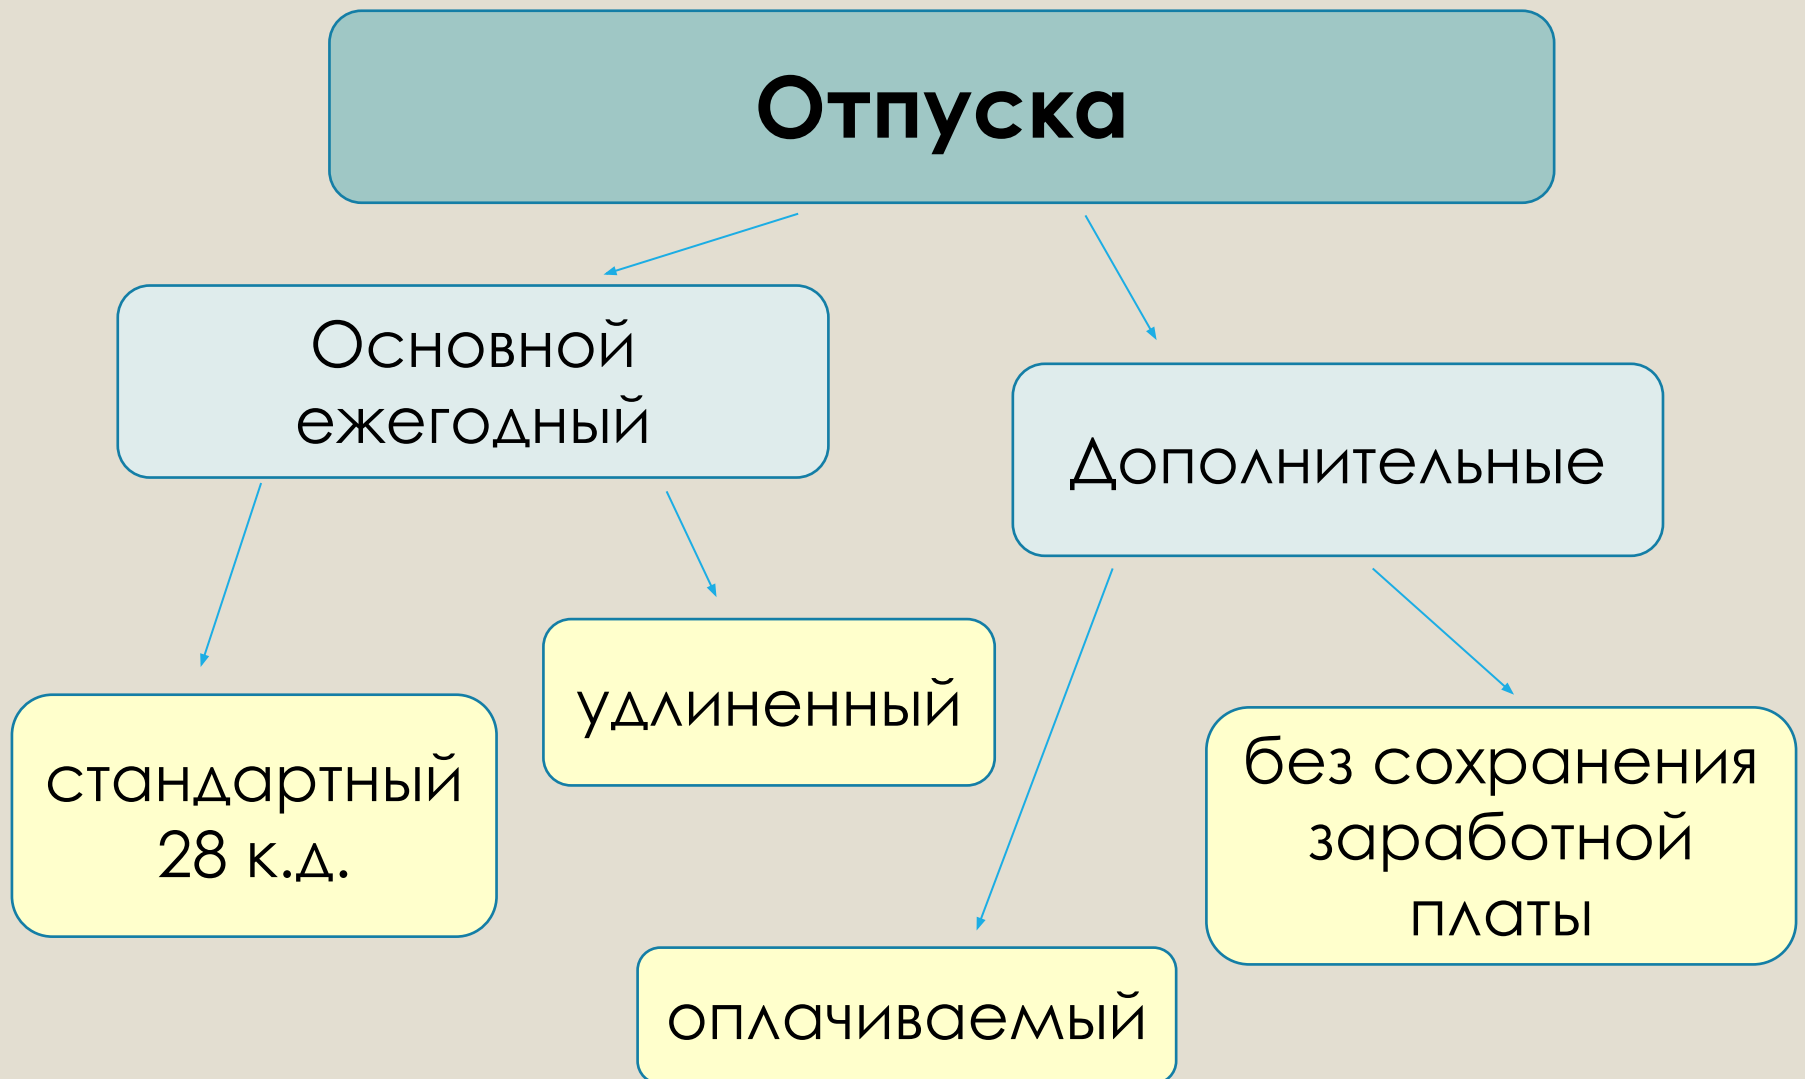 Отпуска
Основной
ежегодный
Дополнительные
удлиненный
стандартный
28 к.д.
без сохранения
заработной
платы
оплачиваемый